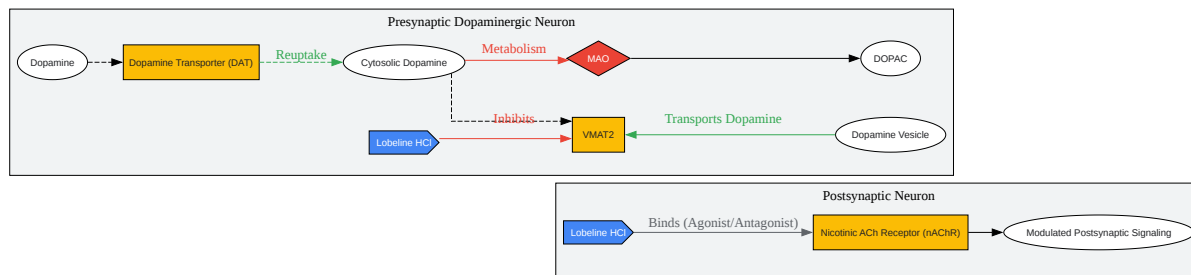 Presynaptic Dopaminergic Neuron
Dopamine
Dopamine Transporter (DAT)
Reuptake
Cytosolic Dopamine
Metabolism
MAO
DOPAC
Lobeline HCl
Inhibits
VMAT2
Transports Dopamine
Dopamine Vesicle
Postsynaptic Neuron
Lobeline HCl
Binds (Agonist/Antagonist)
Nicotinic ACh Receptor (nAChR)
Modulated Postsynaptic Signaling